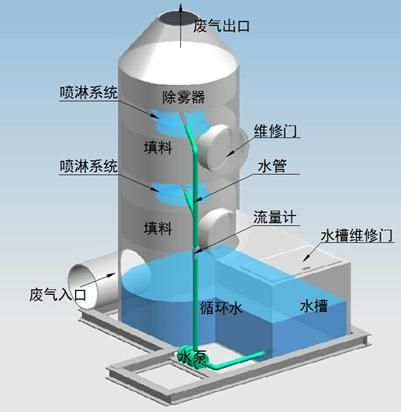 废气出口
喷淋系统
除雾器
维修门
填料
喷淋系统
水管
填料
流量计
水槽维修门
废气入口
循环水
水槽
水泵